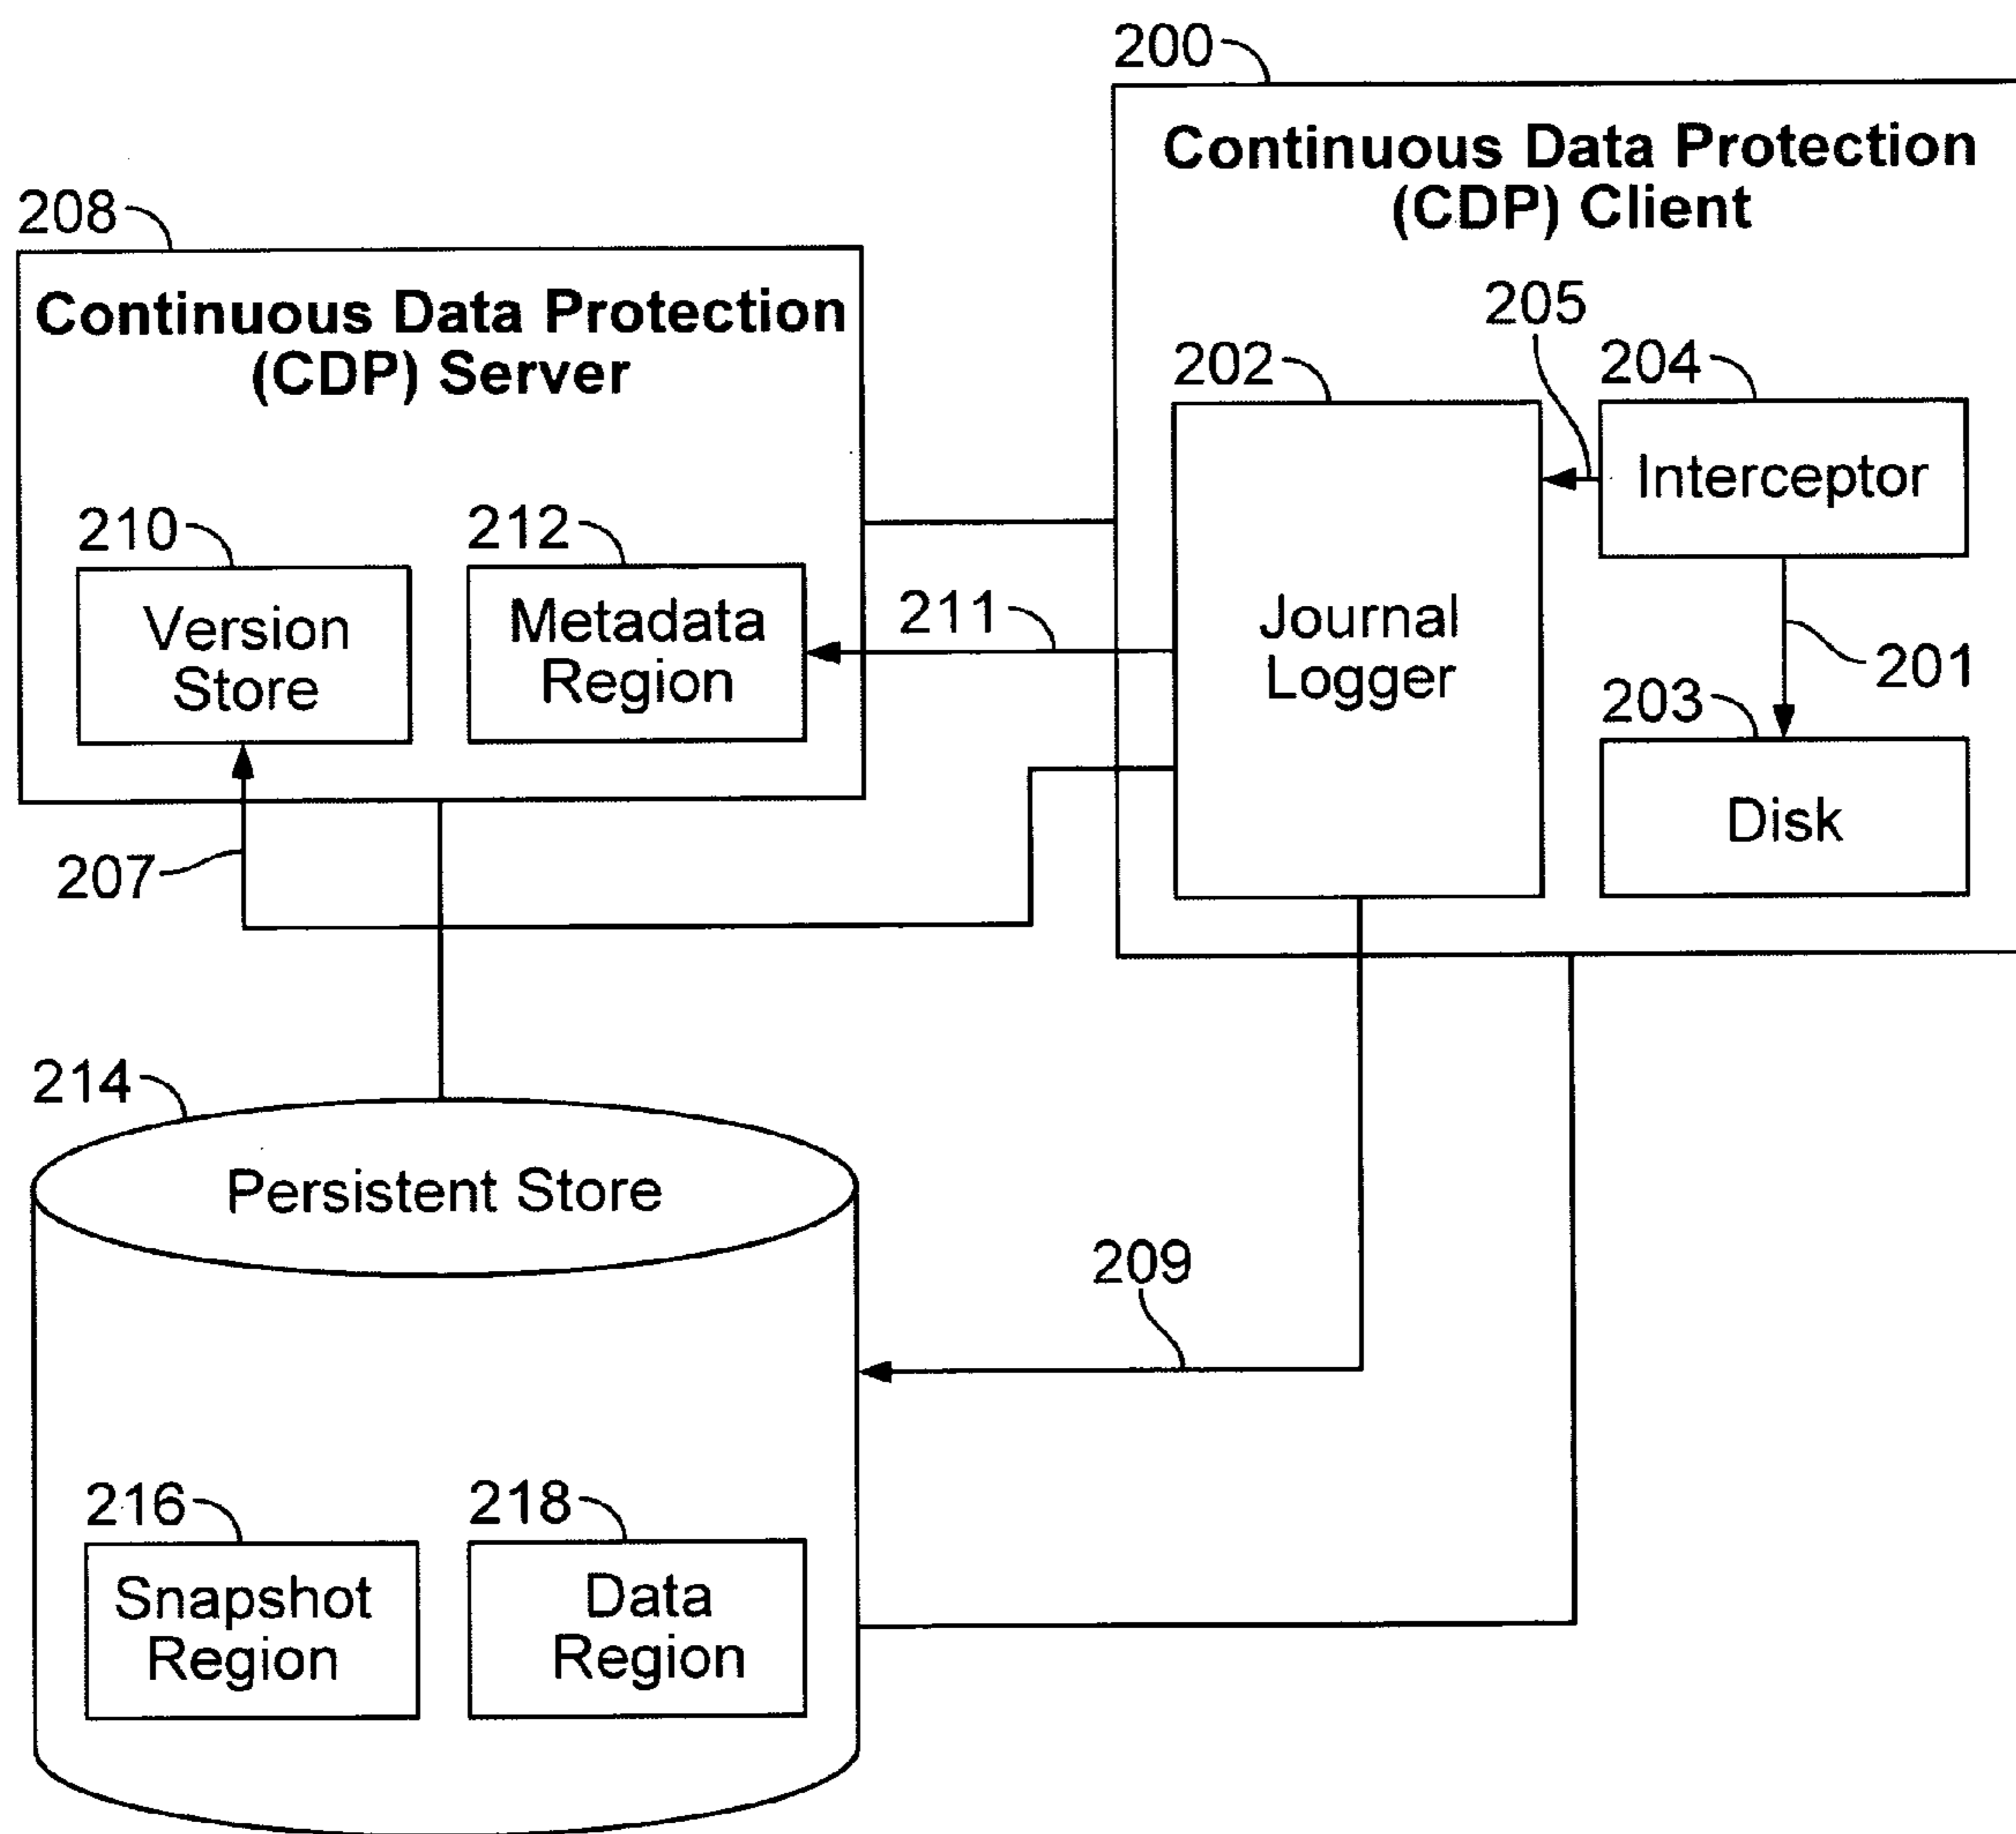 200
Continuous Data Protection
(CDP) Client
208
Continuous Data Protection
(CDP) Server
205
202
204
Interceptor
210
212
Version
Store
Metadata
Region
211
Journal
Logger
201
203
Disk
207
214
Persistent Store
209
216
218
Snapshot
Region
Data
Region